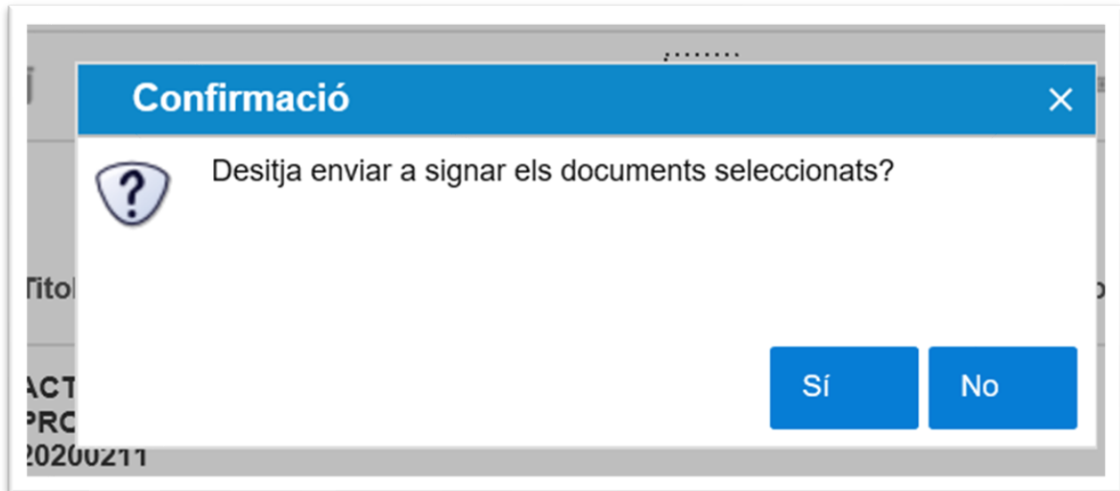 Confirmació
Desitja enviar a signar els documents seleccionats?
Sí
No
20200211